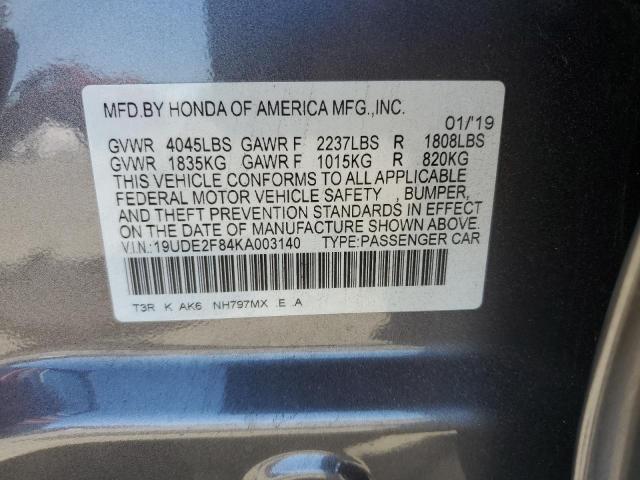 MFD. BY HONDA OF AMERICA MFG., INC.
01/'19
GVWR 4045LBS GAWR F 2237LBS R 1808LBS
GVWR 1835KG GAWR F 1015KG R 820KG
THIS VEHICLE CONFORMS TO ALL APPLICABLE
FEDERAL MOTOR VEHICLE SAFETY , BUMPER,
AND THEFT PREVENTION STANDARDS IN EFFECT
ON THE DATE OF MANUFACTURE SHOWN ABOVE.
V.I.N.: 19UDE2F84KA003140 TYPE: PASSENGER CAR
T3R K AK6 NH797MX .E .A